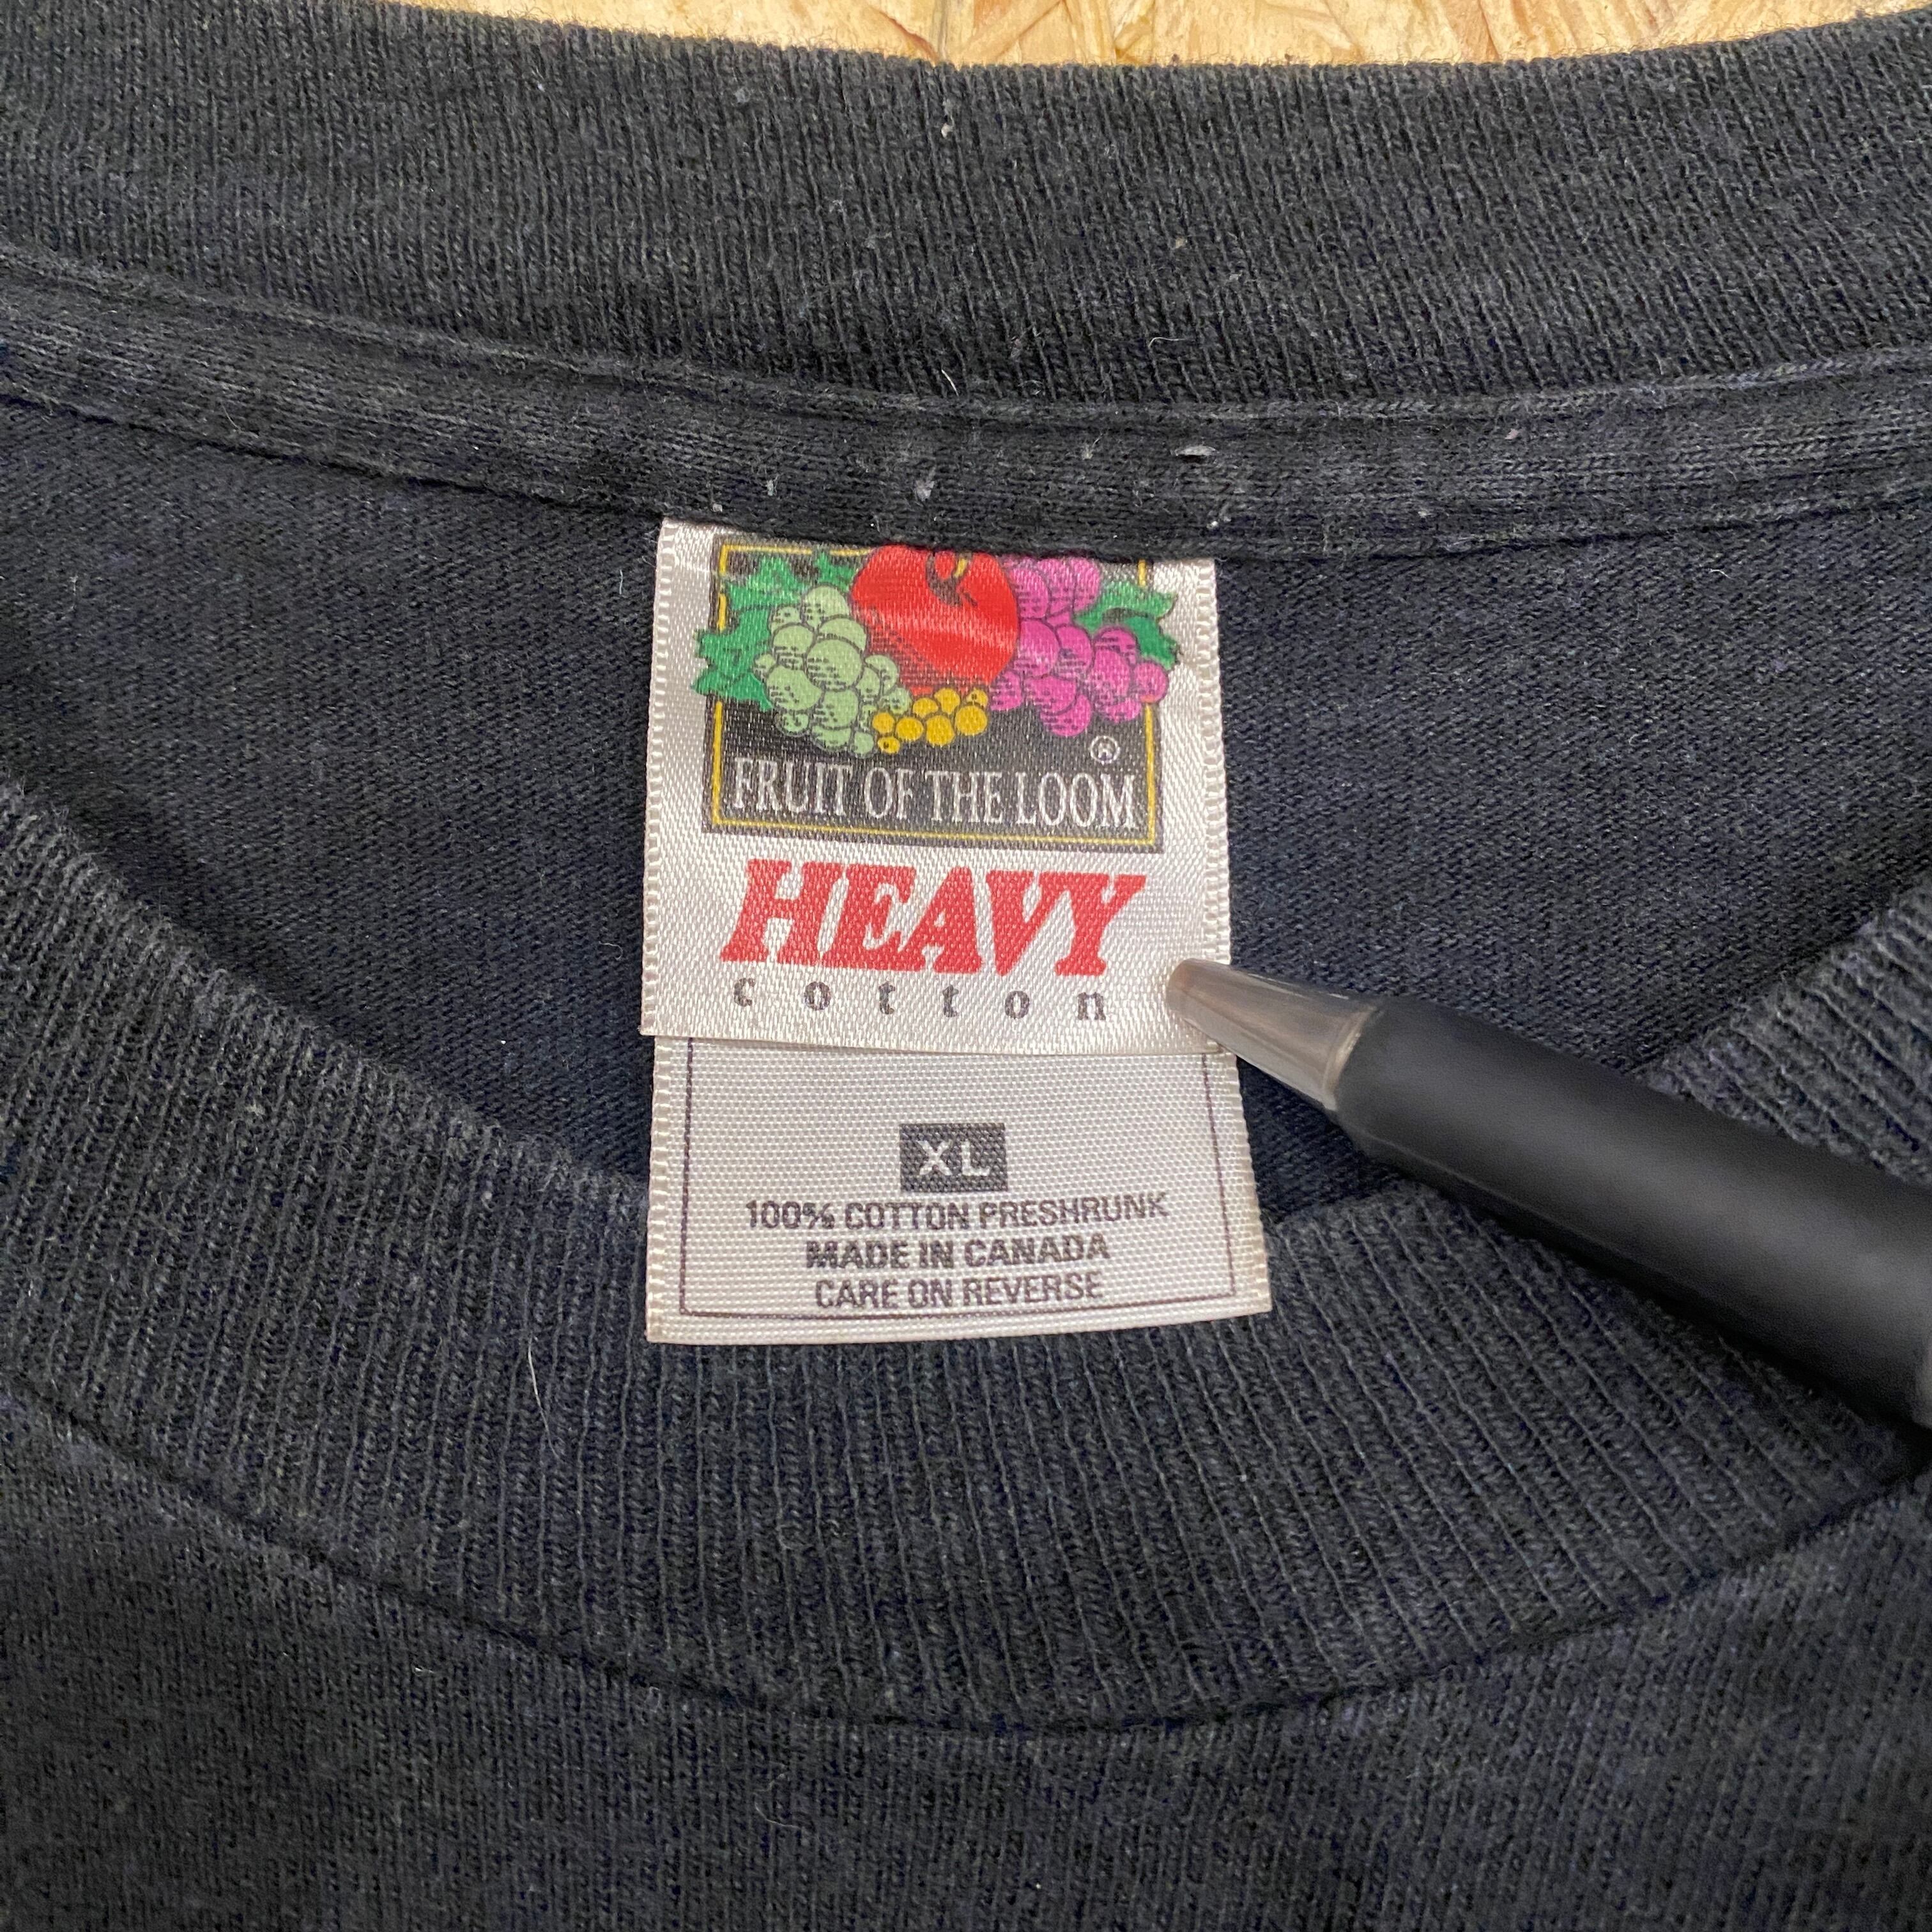 ®
FRUIT OF THE LOOM
HEAVY
cotton
XL
100% COTTON PRESHRUNK
MADE IN CANADA
CARE ON REVERSE